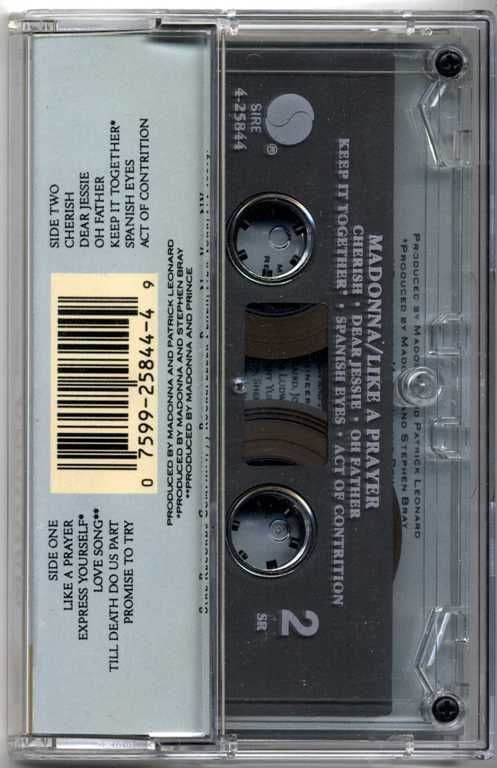 SIDE ONE
LIKE A PRAYER
EXPRESS YOURSELF*
LOVE SONG**
TILL DEATH DO US PART
PROMISE TO TRY
0 7599-25844-4 9
SIDE TWO
CHERISH
DEAR JESSIE
OH FATHER
KEEP IT TOGETHER*
SPANISH EYES
ACT OF CONTRITION
PRODUCED BY MADONNA AND PATRICK LEONARD
*PRODUCED BY MADONNA AND STEPHEN BRAY
**PRODUCED BY MADONNA AND PRINCE
SIRE
®
4-25844
MADONNA/LIKE A PRAYER
CHERISH • DEAR JESSIE • OH FATHER
KEEP IT TOGETHER* • SPANISH EYES • ACT OF CONTRITION
2
SR
PRODUCED BY PATRICK LEONARD
*PRODUCED BY AND STEPHEN BRAY